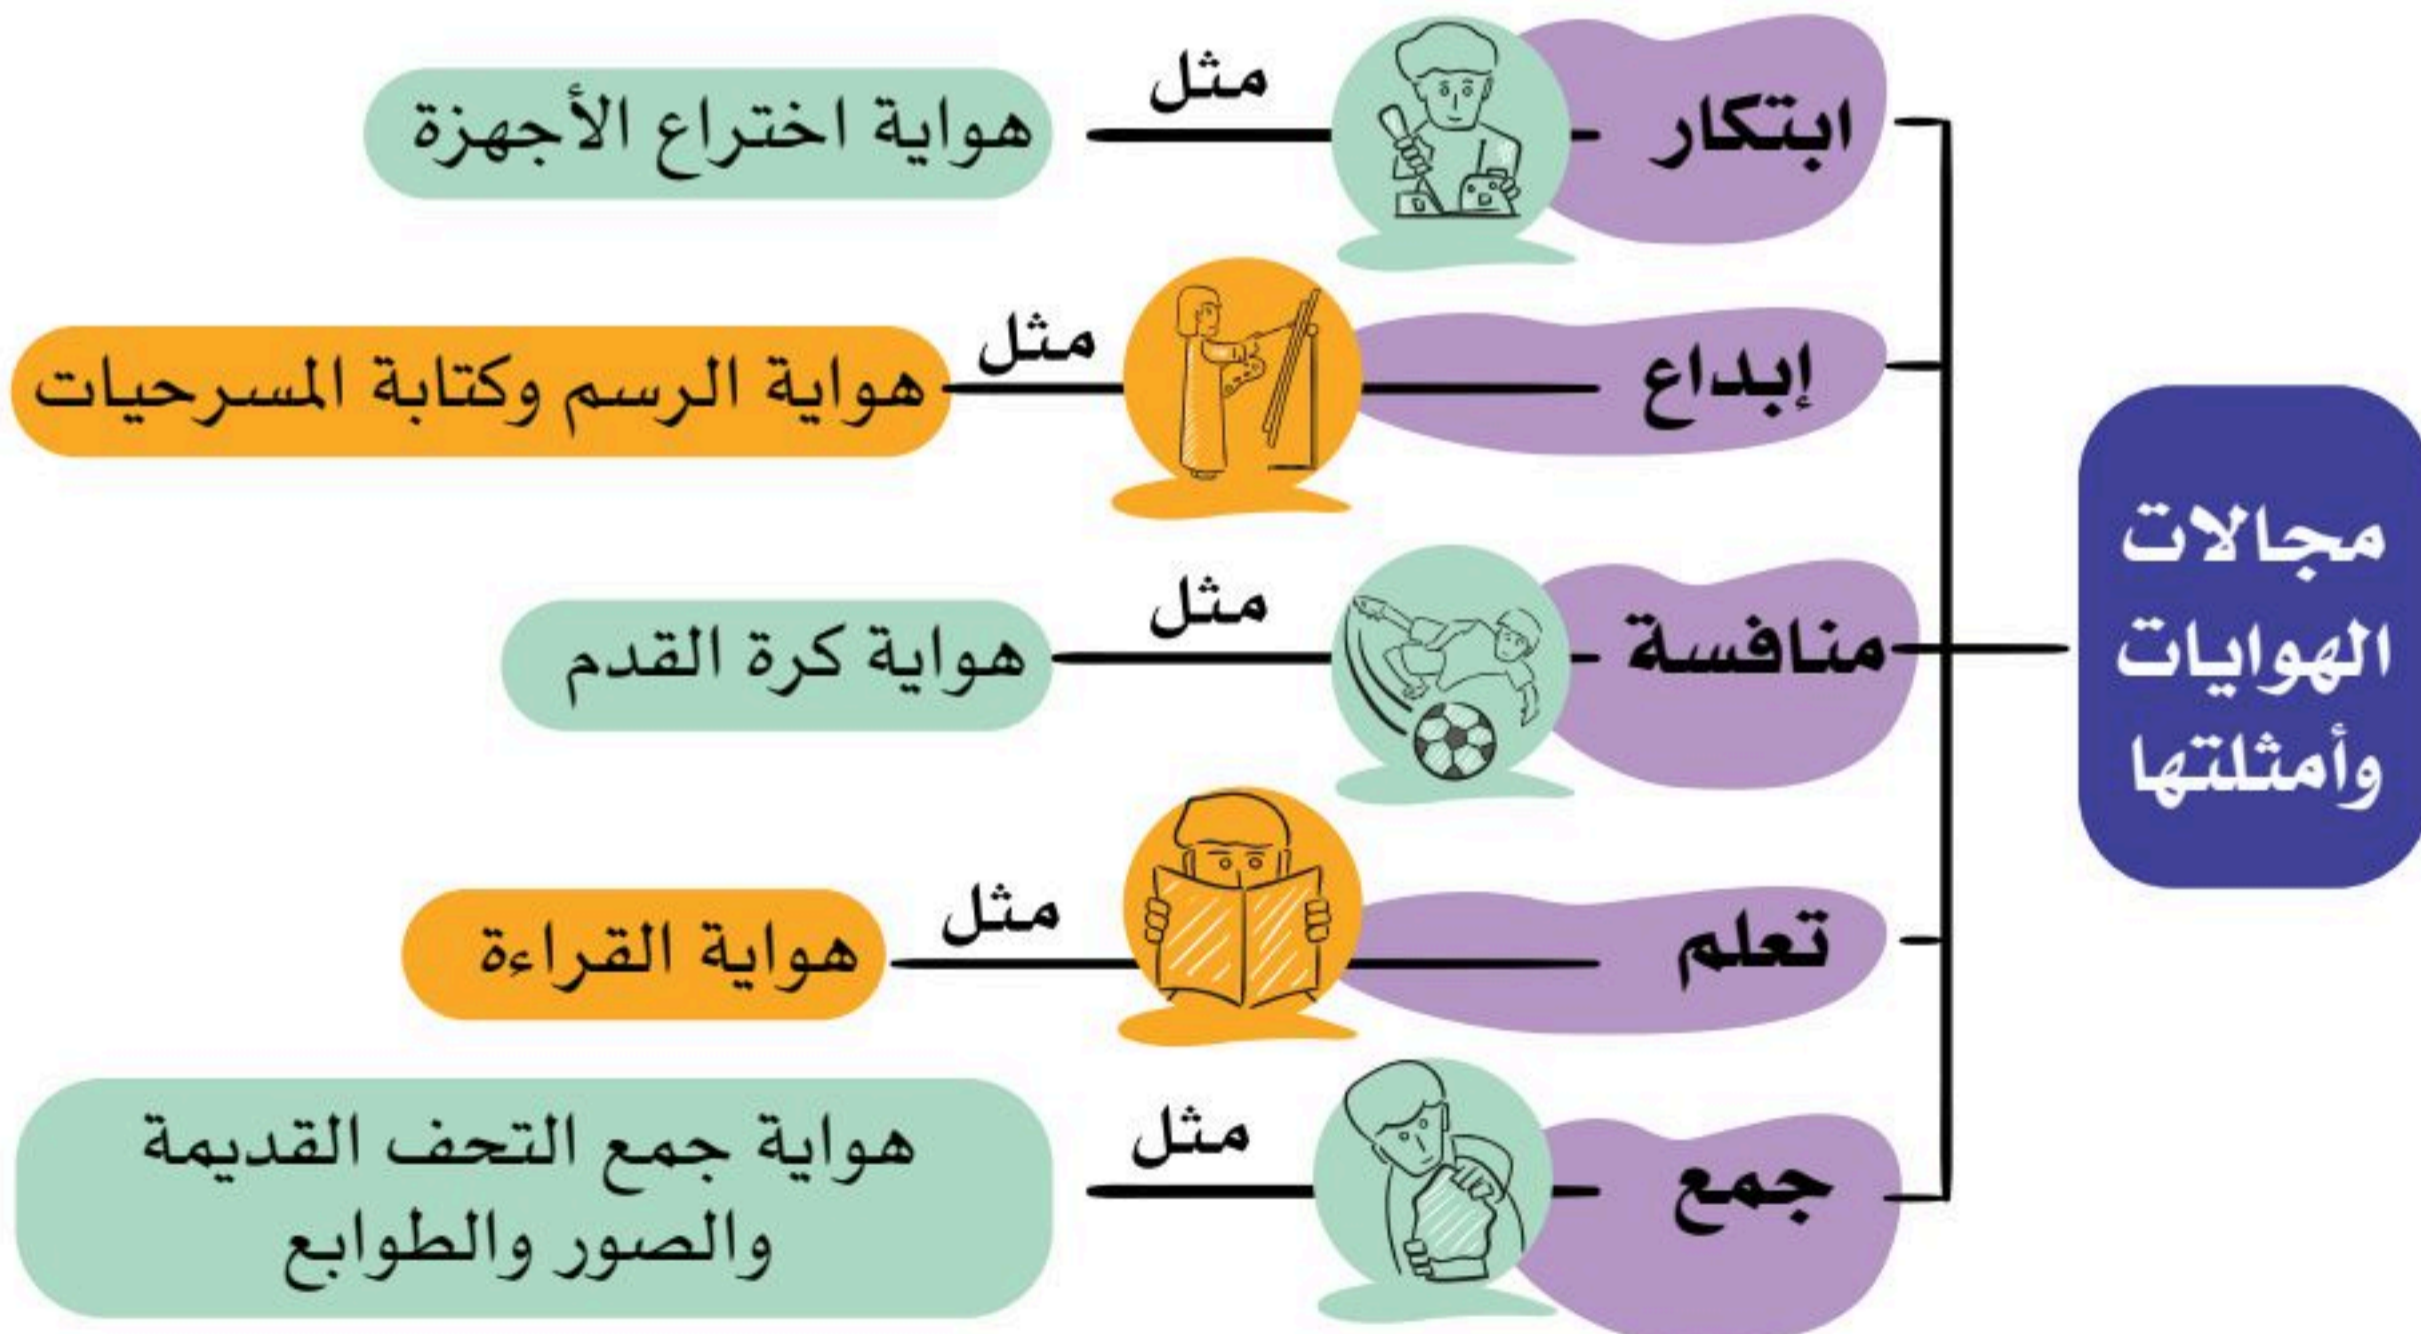 مجالات
الهوايات
وأمثلتها
ابتكار
مثل
هواية اختراع الأجهزة
إبداع
مثل
هواية الرسم وكتابة المسرحيات
منافسة
مثل
هواية كرة القدم
تعلم
مثل
هواية القراءة
جمع
مثل
هواية جمع التحف القديمة
والصور والطوابع